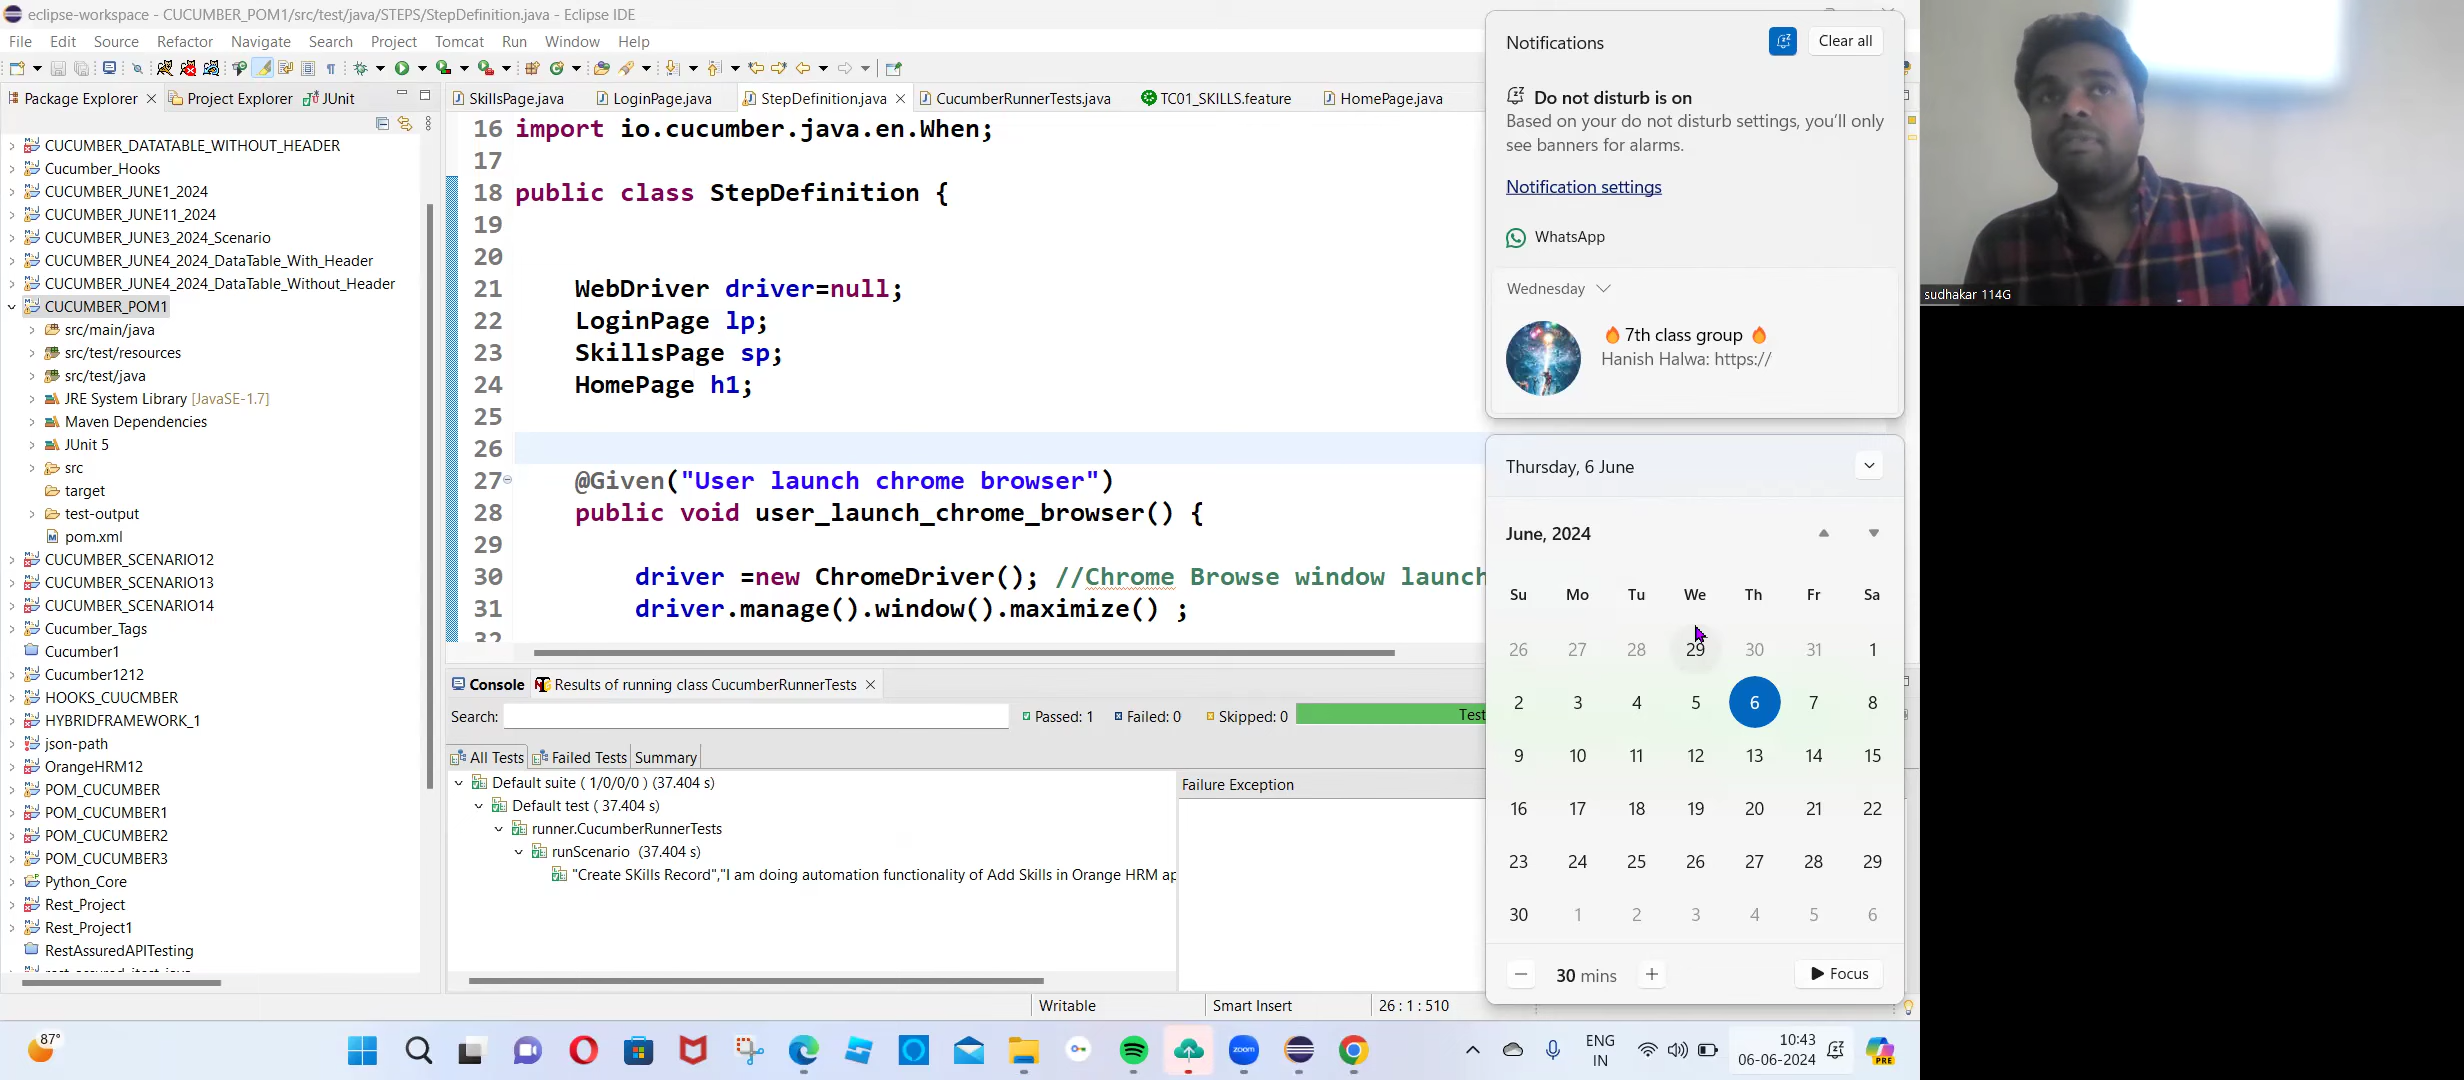 eclipse-workspace - CUCUMBER_POM1/src/test/java/STEPS/StepDefinition.java - Eclipse IDE
File Edit Source Refactor Navigate Search Project Tomcat Run Window Help
Package Explorer
Project Explorer
JUnit
CUCUMBER_DATATABLE_WITHOUT_HEADER
Cucumber_Hooks
CUCUMBER_JUNE1_2024
CUCUMBER_JUNE11_2024
CUCUMBER_JUNE3_2024_Scenario
CUCUMBER_JUNE4_2024_DataTable_With_Header
CUCUMBER_JUNE4_2024_DataTable_Without_Header
CUCUMBER_POM1
src/main/java
src/test/resources
src/test/java
JRE System Library [JavaSE-1.7]
Maven Dependencies
JUnit 5
src
target
test-output
pom.xml
CUCUMBER_SCENARIO12
CUCUMBER_SCENARIO13
CUCUMBER_SCENARIO14
Cucumber_Tags
Cucumber1
Cucumber1212
HOOKS_CUUCMBER
HYBRIDFRAMEWORK_1
json-path
OrangeHRM12
POM_CUCUMBER
POM_CUCUMBER1
POM_CUCUMBER2
POM_CUCUMBER3
Python_Core
Rest_Project
Rest_Project1
RestAssuredAPITesting
SkillsPage.java LoginPage.java StepDefinition.java CucumberRunnerTests.java TC01_SKILLS.feature HomePage.java
16 import io.cucumber.java.en.When;
17
18 public class StepDefinition {
19
20
21 WebDriver driver=null;
22 LoginPage lp;
23 SkillsPage sp;
24 HomePage h1;
25
26
27 @Given("User launch chrome browser")
28 public void user_launch_chrome_browser() {
29
30 driver =new ChromeDriver(); //Chrome Browse window launch
31 driver.manage().window().maximize() ;
32
Console Results of running class CucumberRunnerTests
Search: Passed: 1 Failed: 0 Skipped: 0 Test
All Tests Failed Tests Summary
Default suite ( 1/0/0/0 ) (37.404 s)
Default test ( 37.404 s)
runner.CucumberRunnerTests
runScenario (37.404 s)
"Create SKills Record","I am doing automation functionality of Add Skills in Orange HRM ap
Failure Exception
Writable Smart Insert 26 : 1 : 510
Notifications
Clear all
Do not disturb is on
Based on your do not disturb settings, you'll only
see banners for alarms.
Notification settings
WhatsApp
Wednesday
7th class group
Hanish Halwa: https://
Thursday, 6 June
June, 2024
Su Mo Tu We Th Fr Sa
26 27 28 29 30 31 1
2 3 4 5 6 7 8
9 10 11 12 13 14 15
16 17 18 19 20 21 22
23 24 25 26 27 28 29
30 1 2 3 4 5 6
30 mins
Focus
sudhakar 114G
87°
zoom
ENG
IN
10:43
06-06-2024
PRE